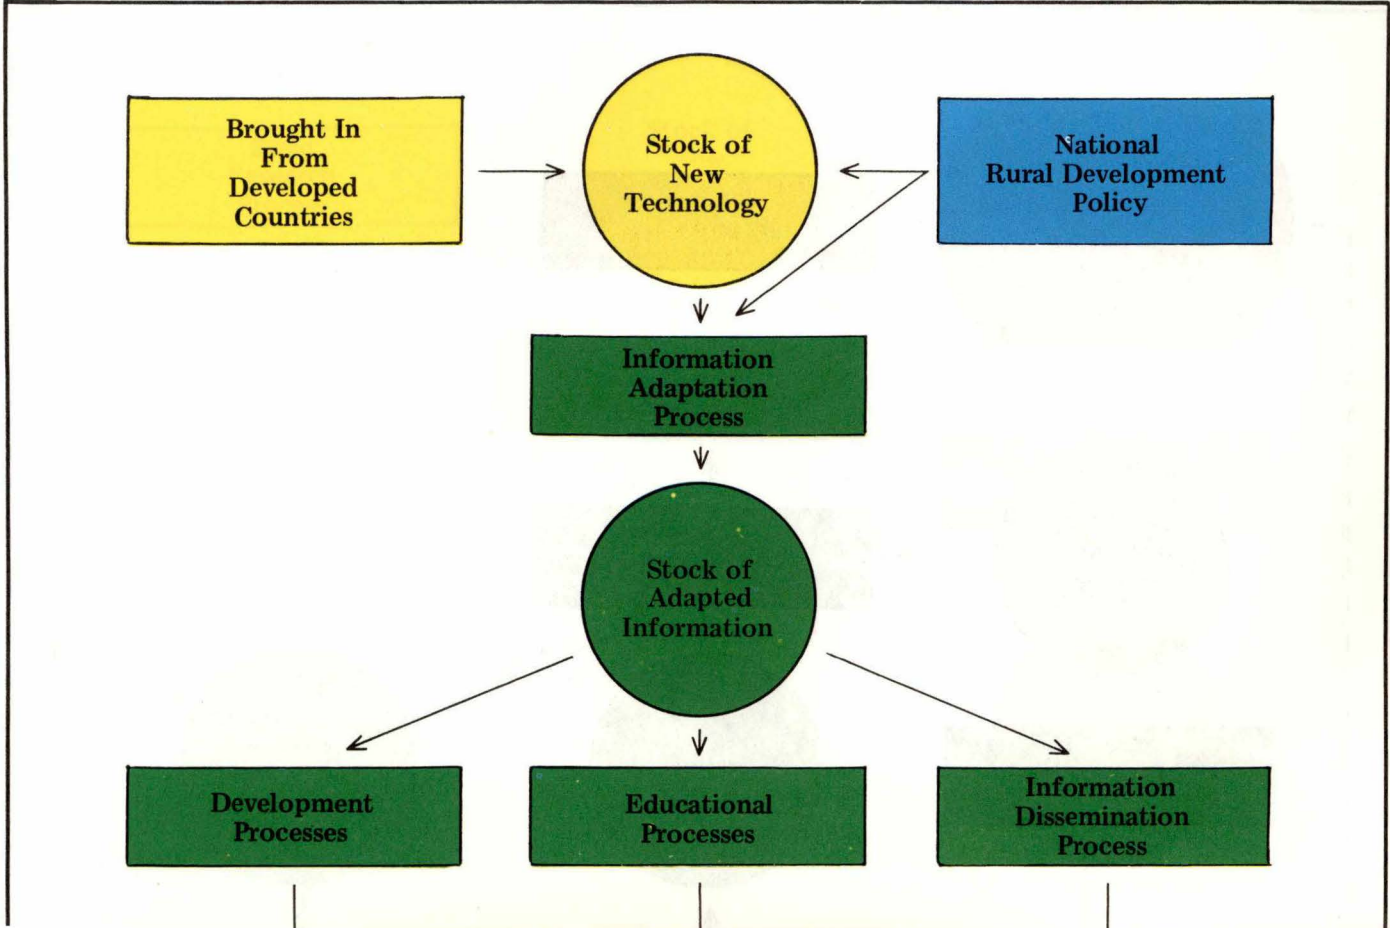 Brought In
From
Developed
Countries
Stock of
New
Technology
National
Rural Development
Policy
Information
Adaptation
Process
Stock of
Adapted
Information
Development
Processes
Educational
Processes
Information
Dissemination
Process